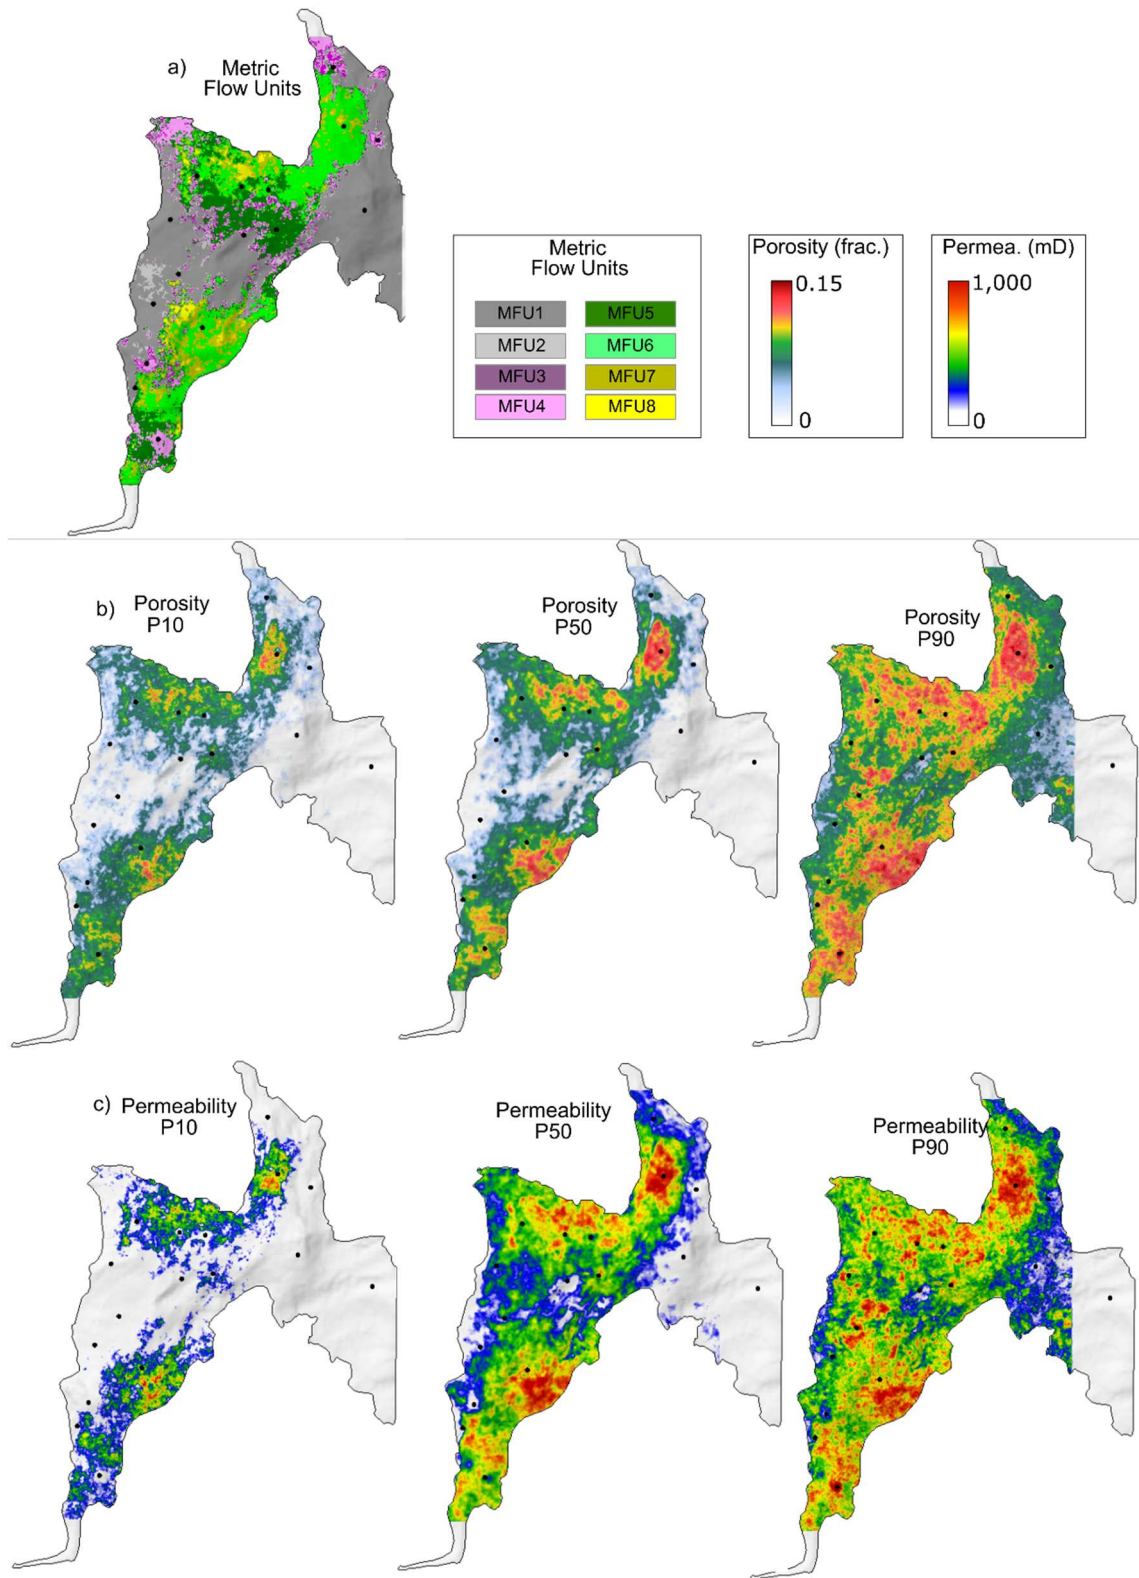 a)
Metric
Flow Units
Metric
Flow Units
MFU1
MFU5
MFU2
MFU6
MFU3
MFU7
MFU4
MFU8
Porosity (frac.)
0.15
0
Permea. (mD)
1,000
0
b)
Porosity
P10
Porosity
P50
Porosity
P90
c)
Permeability
P10
Permeability
P50
Permeability
P90